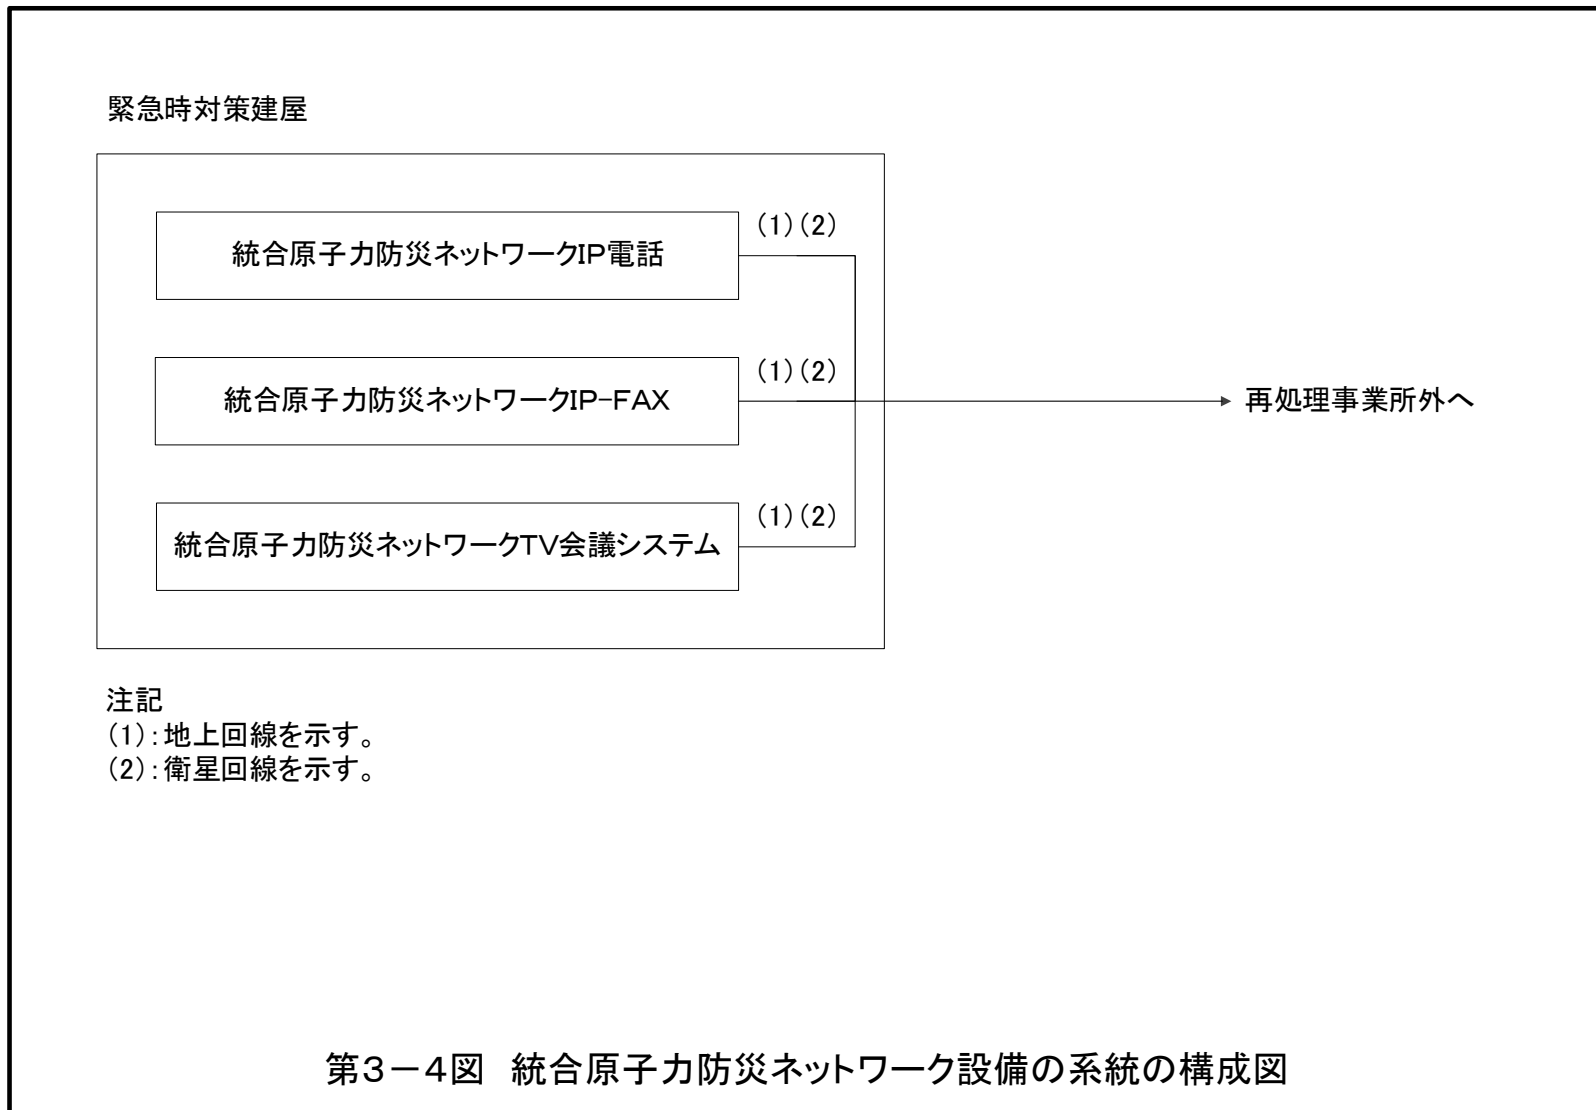 緊急時対策建屋
(1)(2)
統合原子力防災ネットワークIP電話
(1)(2)
統合原子力防災ネットワークIP-FAX
再処理事業所外へ
(1)(2)
統合原子力防災ネットワークTV会議システム
注記
(1):地上回線を示す。
(2):衛星回線を示す。
第3-4図 統合原子力防災ネットワーク設備の系統の構成図